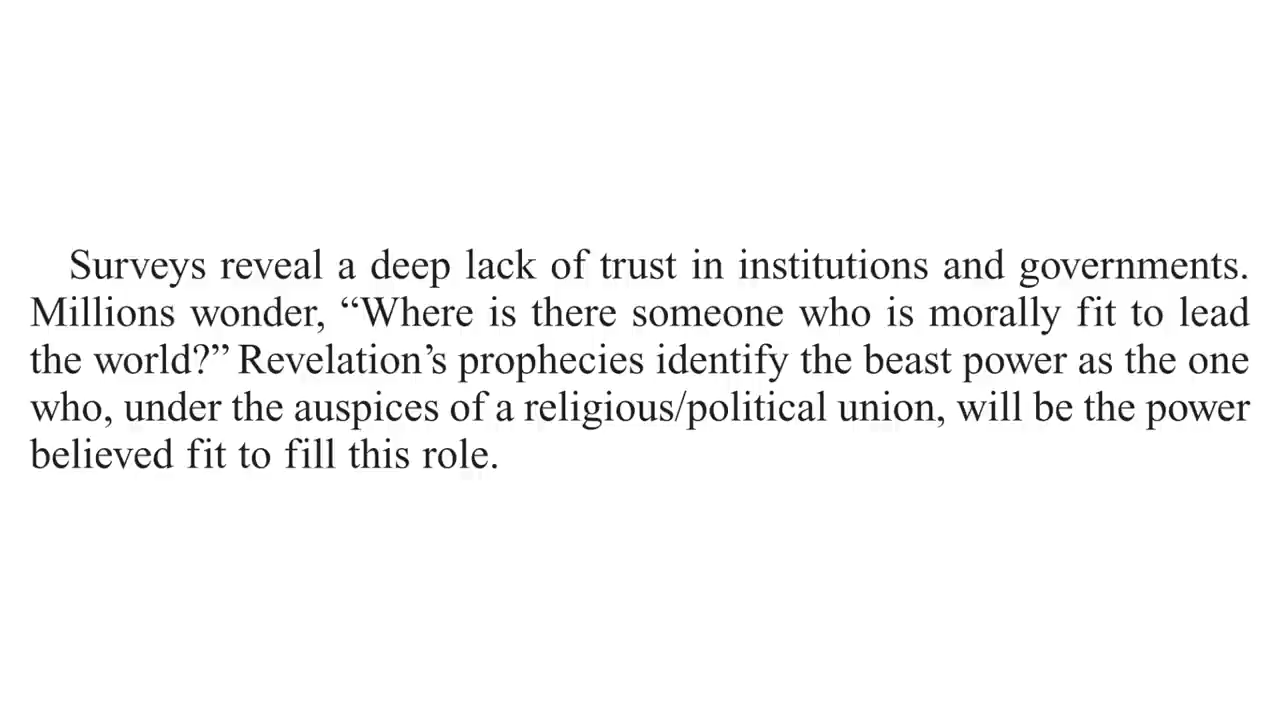 Surveys reveal a deep lack of trust in institutions and governments.
Millions wonder, “Where is there someone who is morally fit to lead
the world?” Revelation’s prophecies identify the beast power as the one
who, under the auspices of a religious/political union, will be the power
believed fit to fill this role.